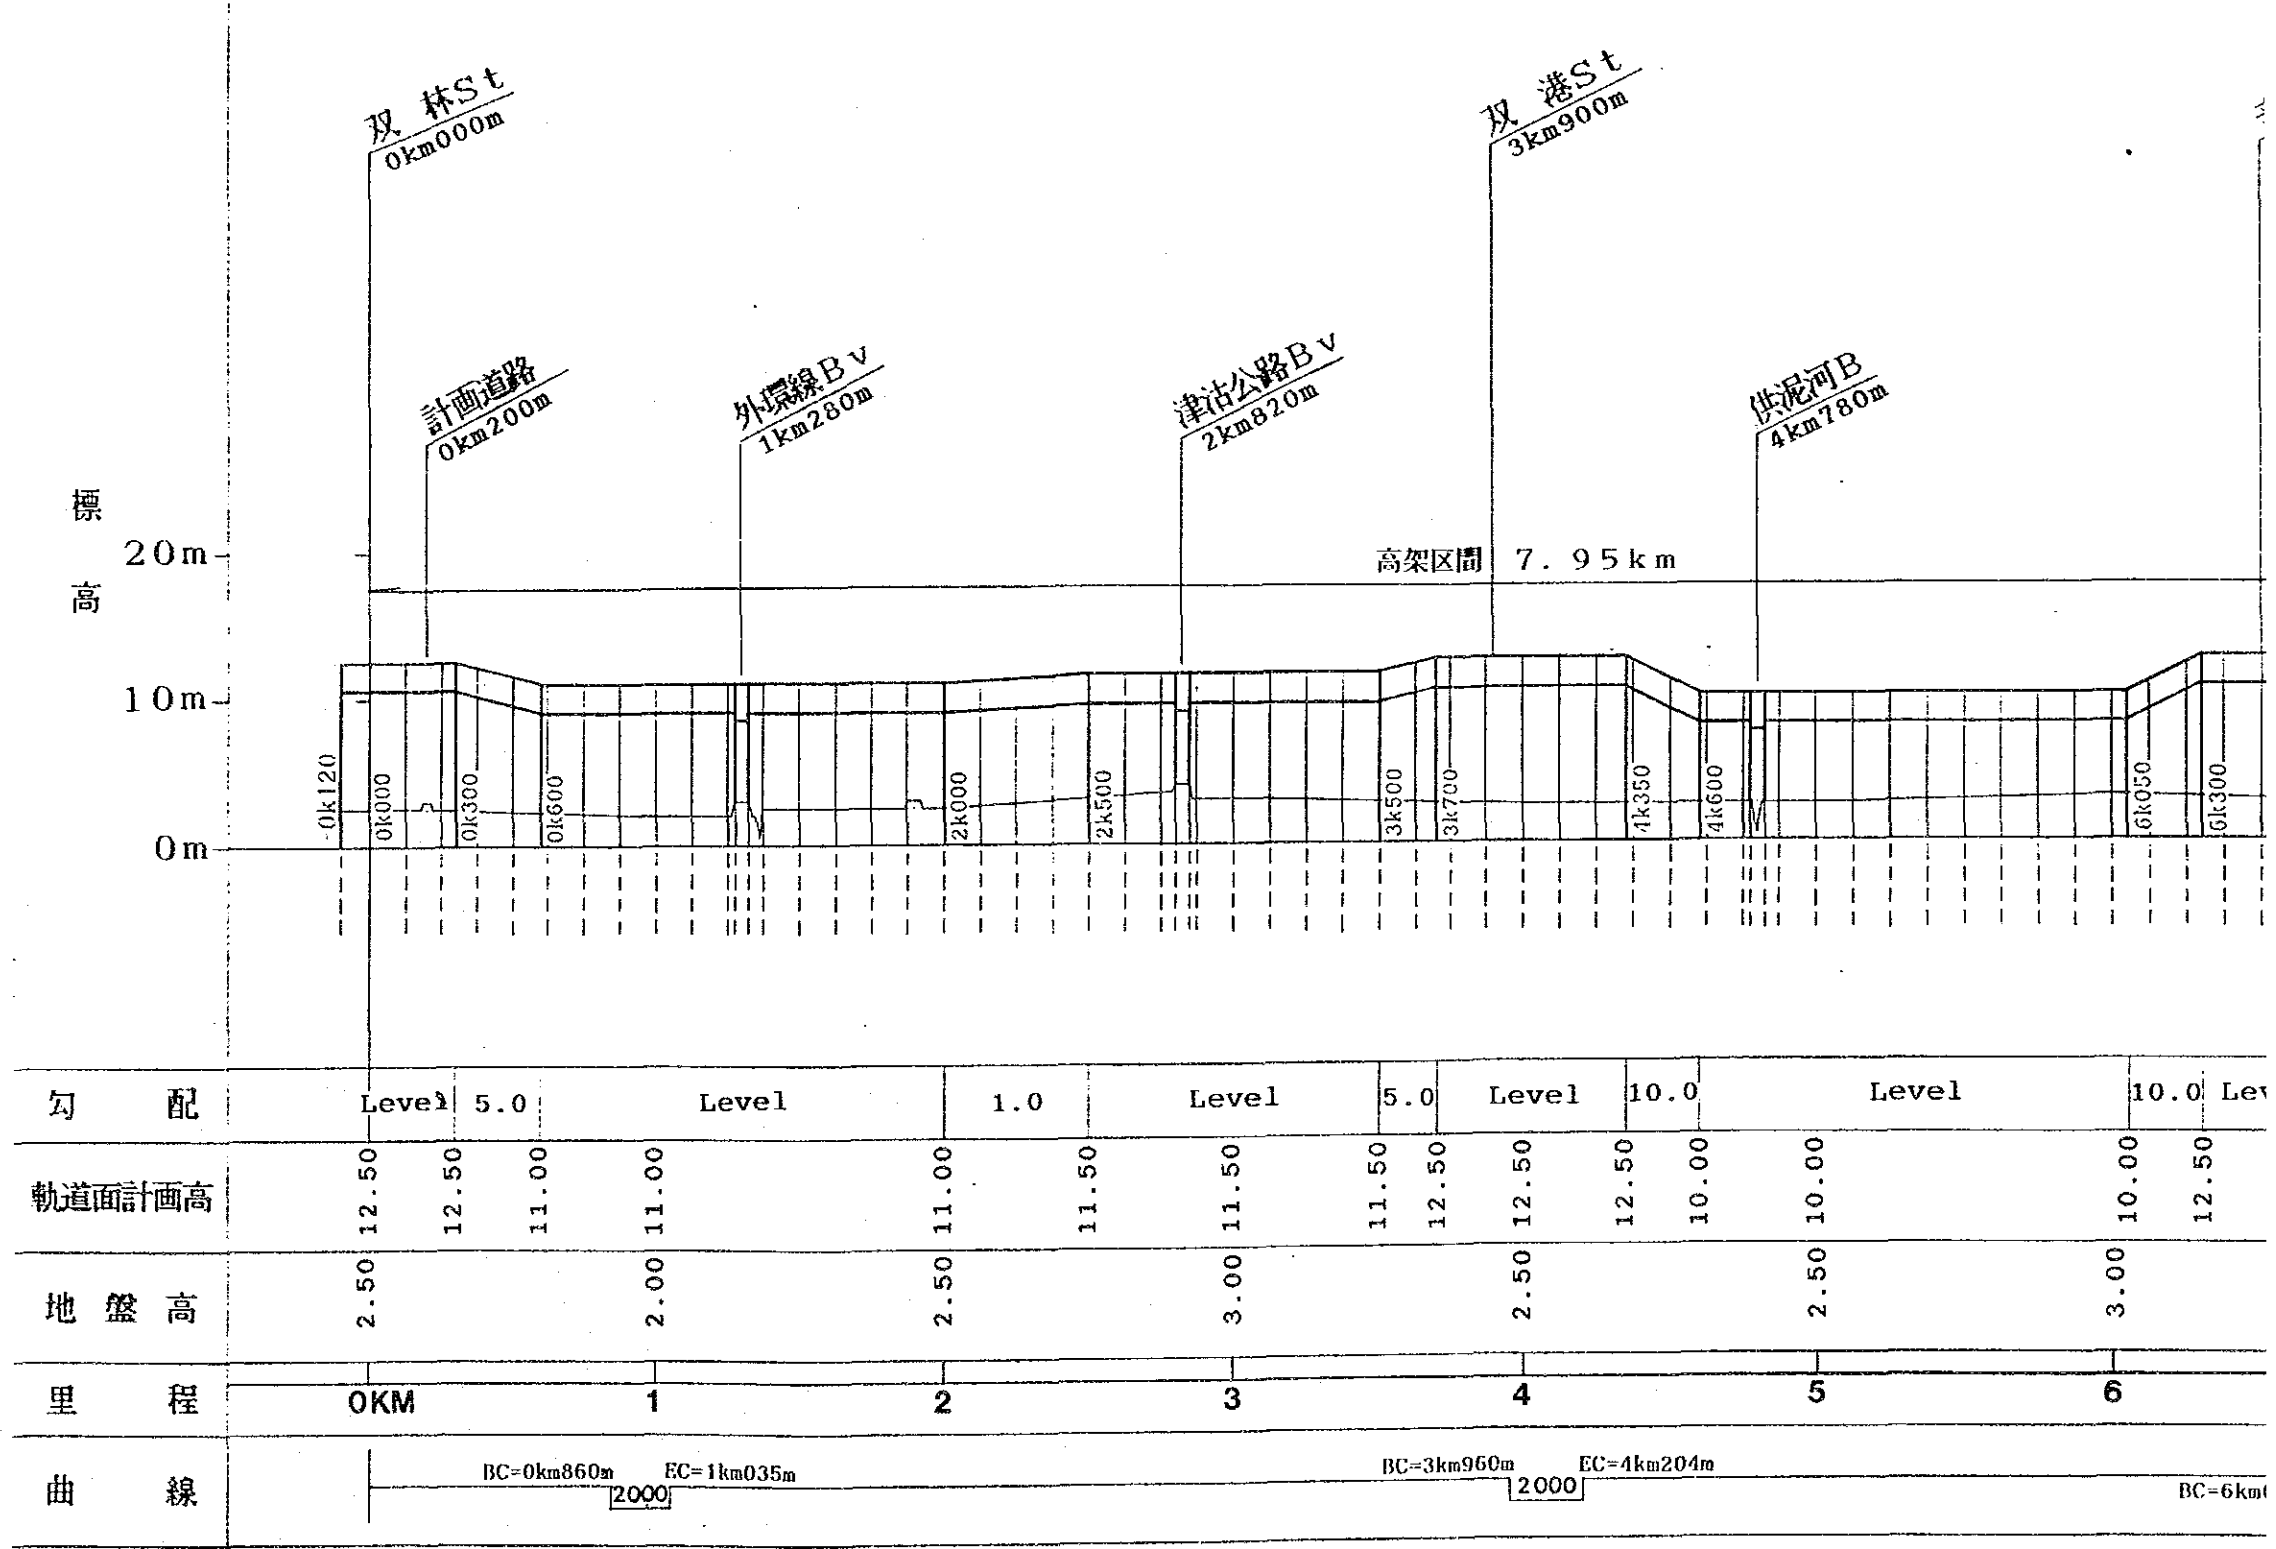 双 林St
0km000m
双 港St
3km900m
計画道路
0km200m
外環線Bv
1km280m
津沽公路Bv
2km820m
供泥河B
4km780m
標
高
20m
10m
0m
高架区間 7.95km
-0k120
0k000
0k300
0k600
2k000
2k500
3k500
3k700
4k350
4k600
6k050
6k300
勾 配 Level 5.0 Level 1.0 Level 5.0 Level 10.0 Level 10.0
軌道面計画高 12.50 12.50 11.00 11.00 11.00 11.50 11.50 11.50 12.50 12.50 12.50 10.00 10.00 10.00 12.50
地 盤 高 2.50 2.00 2.50 3.00 2.50 2.50 3.00
里 程 0KM 1 2 3 4 5 6
曲 線
BC=0km860m EC=1km035m
2000
BC=3km960m EC=4km204m
2000
BC=6km